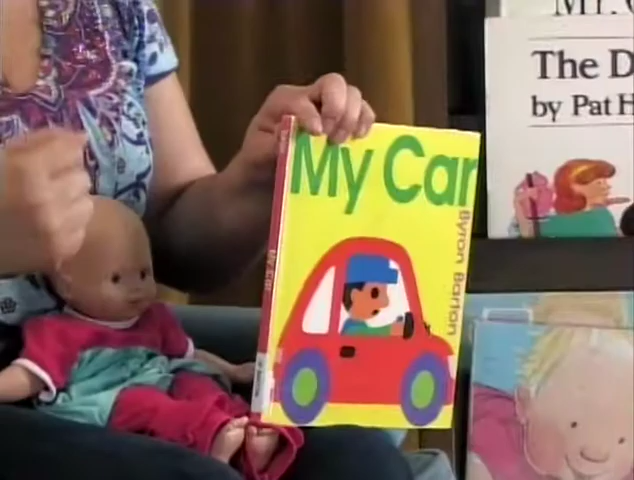 My Car
Byron Barton
My Car
The D
by Pat H